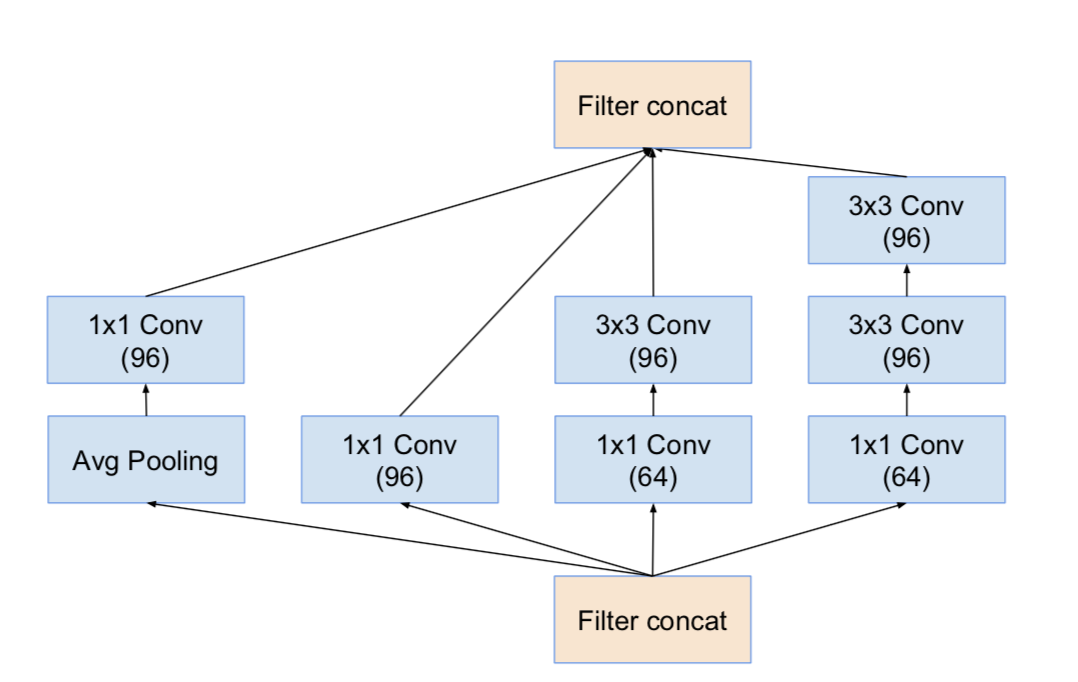 Filter concat
3x3 Conv
(96)
1x1 Conv
(96)
3x3 Conv
(96)
3x3 Conv
(96)
Avg Pooling
1x1 Conv
(96)
1x1 Conv
(64)
1x1 Conv
(64)
Filter concat